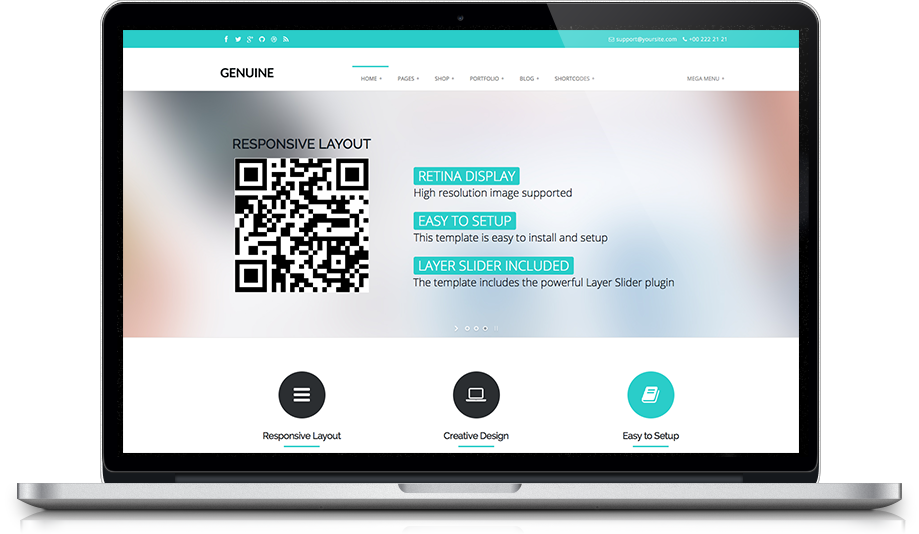 support@yoursite.com +00 222 21 21
GENUINE
HOME + PAGES + SHOP + PORTFOLIO + BLOG + SHORTCODES + MEGA MENU +
RESPONSIVE LAYOUT
RETINA DISPLAY
High resolution image supported
EASY TO SETUP
This template is easy to install and setup
LAYER SLIDER INCLUDED
The template includes the powerful Layer Slider plugin
Responsive Layout Creative Design Easy to Setup